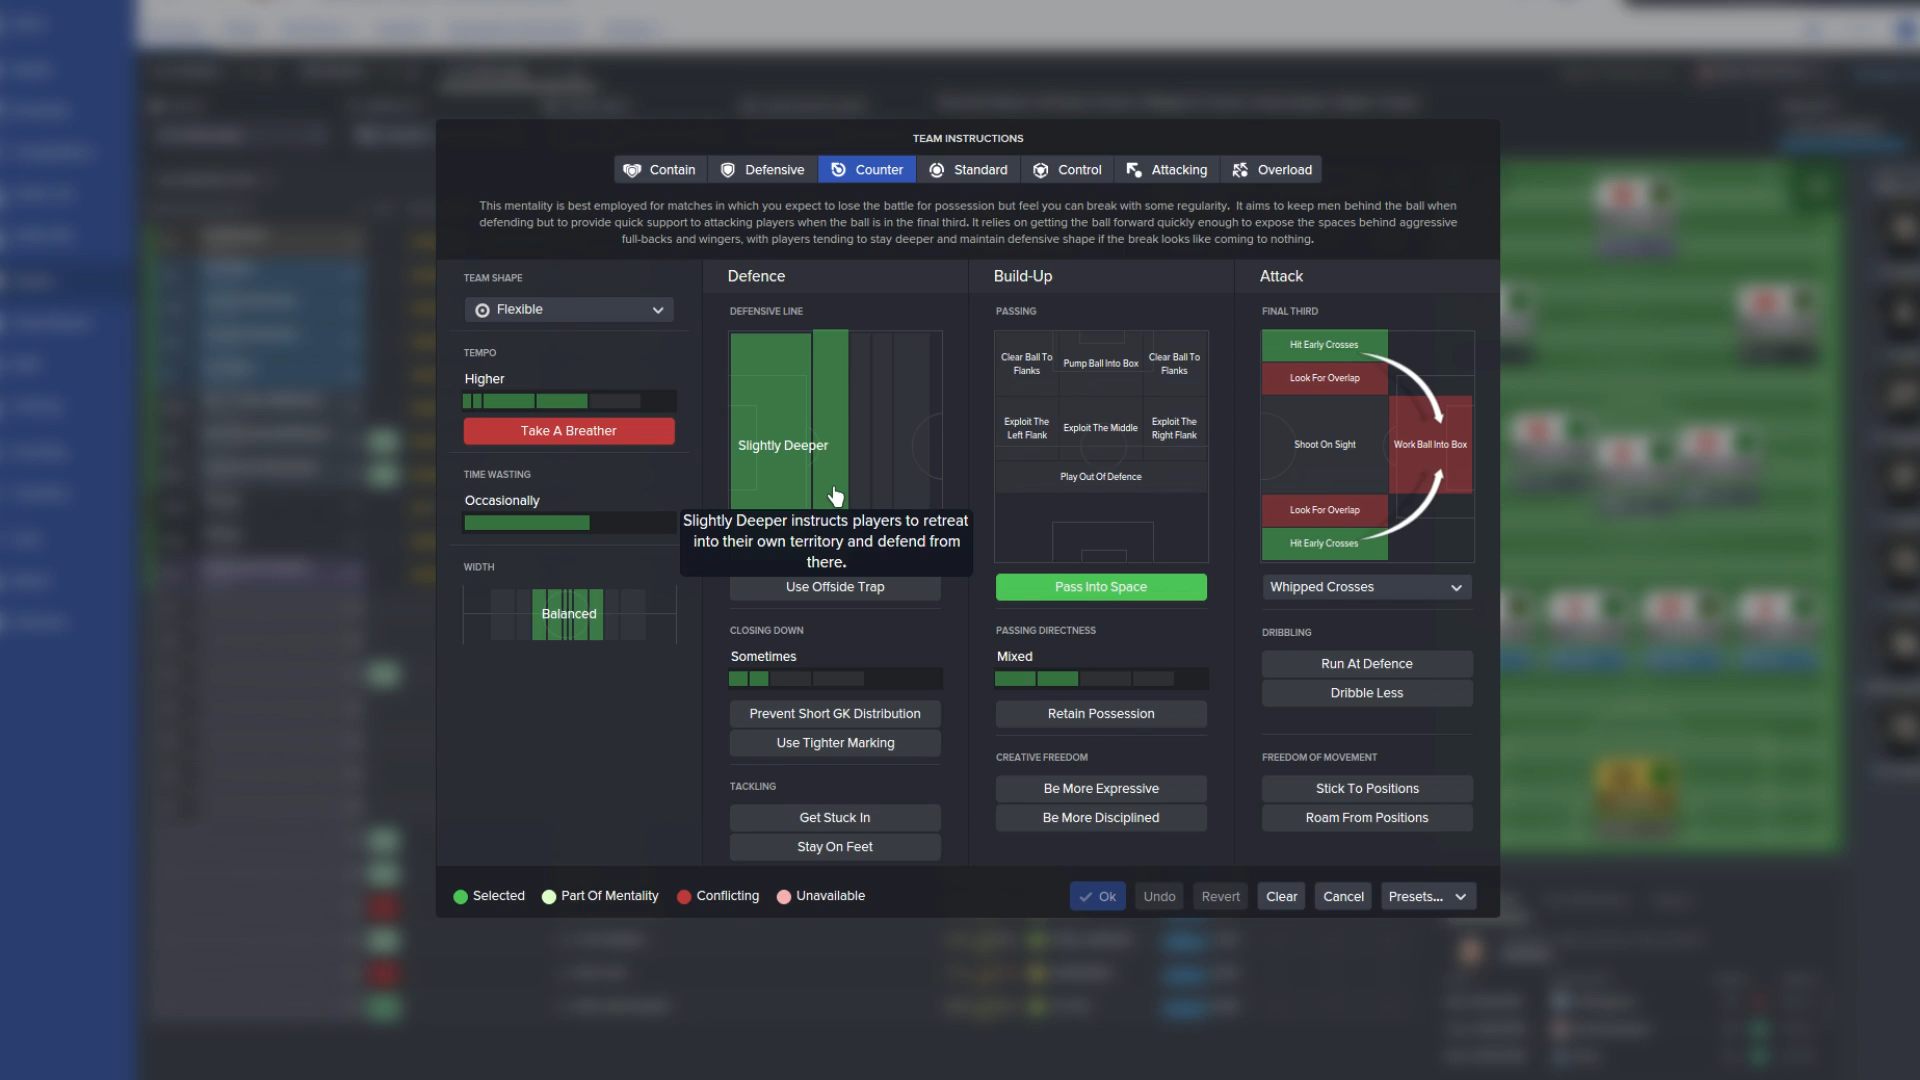 TEAM INSTRUCTIONS
Contain
Defensive
Counter
Standard
Control
Attacking
Overload
This mentality is best employed for matches in which you expect to lose the battle for possession but feel you can break with some regularity. It aims to keep men behind the ball when
defending but to provide quick support to attacking players when the ball is in the final third. It relies on getting the ball forward quickly enough to expose the spaces behind aggressive
full-backs and wingers, with players tending to stay deeper and maintain defensive shape if the break looks like coming to nothing.
TEAM SHAPE
Flexible
TEMPO
Higher
Take A Breather
TIME WASTING
Occasionally
WIDTH
Balanced
Defence
DEFENSIVE LINE
Slightly Deeper
Slightly Deeper instructs players to retreat
into their own territory and defend from
there.
Use Offside Trap
CLOSING DOWN
Sometimes
Prevent Short GK Distribution
Use Tighter Marking
TACKLING
Get Stuck In
Stay On Feet
Build-Up
PASSING
Clear Ball To
Flanks
Pump Ball Into Box
Clear Ball To
Flanks
Exploit The
Left Flank
Exploit The Middle
Exploit The
Right Flank
Play Out Of Defence
Pass Into Space
PASSING DIRECTNESS
Mixed
Retain Possession
CREATIVE FREEDOM
Be More Expressive
Be More Disciplined
Attack
FINAL THIRD
Hit Early Crosses
Look For Overlap
Shoot On Sight
Work Ball Into Box
Look For Overlap
Hit Early Crosses
Whipped Crosses
DRIBBLING
Run At Defence
Dribble Less
FREEDOM OF MOVEMENT
Stick To Positions
Roam From Positions
Selected
Part Of Mentality
Conflicting
Unavailable
Ok
Undo
Revert
Clear
Cancel
Presets...